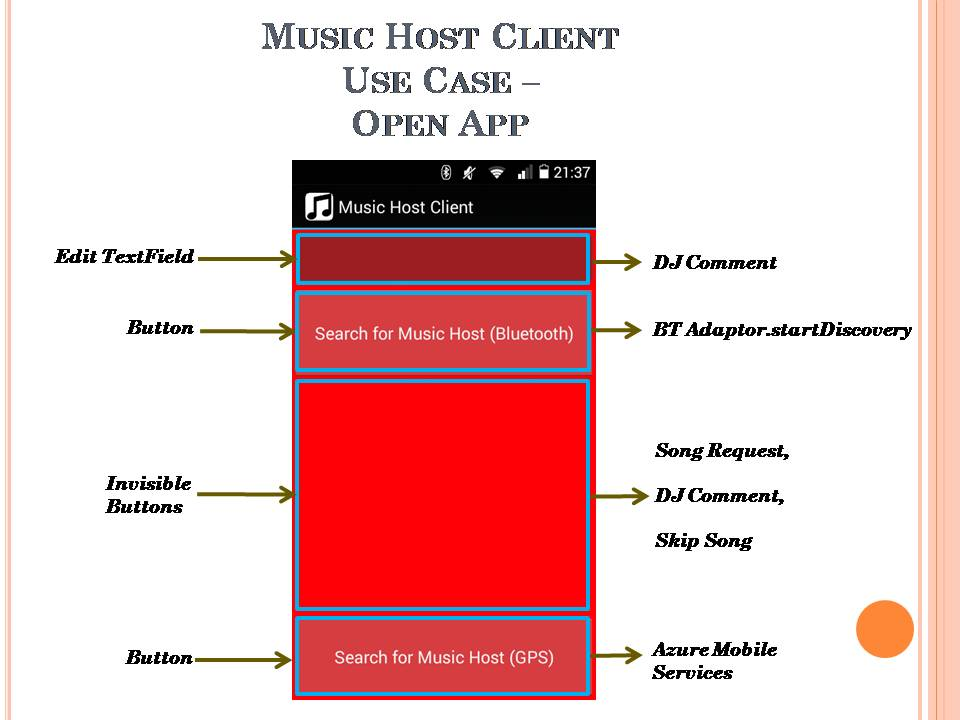 MUSIC HOST CLIENT
USE CASE –
OPEN APP
21:37
Music Host Client
Edit TextField
DJ Comment
Button
Search for Music Host (Bluetooth)
BT Adaptor.startDiscovery
Invisible
Buttons
Song Request,
DJ Comment,
Skip Song
Button
Search for Music Host (GPS)
Azure Mobile
Services